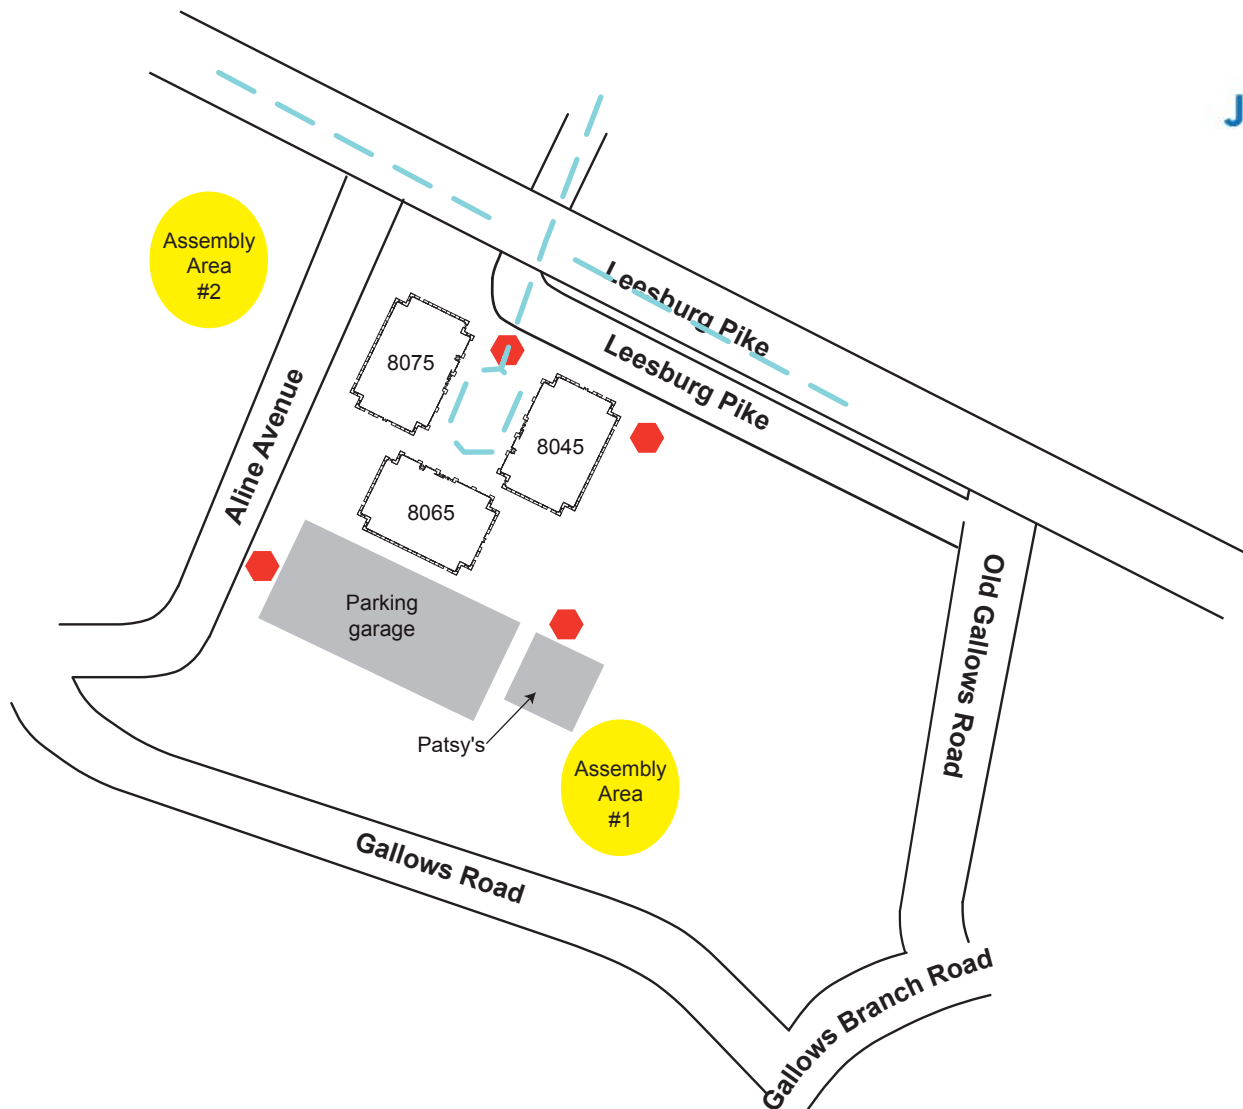 J
Assembly
Area
#2
Leesburg Pike
Leesburg Pike
8075
8045
8065
Aline Avenue
Parking
garage
Patsy's
Assembly
Area
#1
Old Gallows Road
Gallows Road
Gallows Branch Road